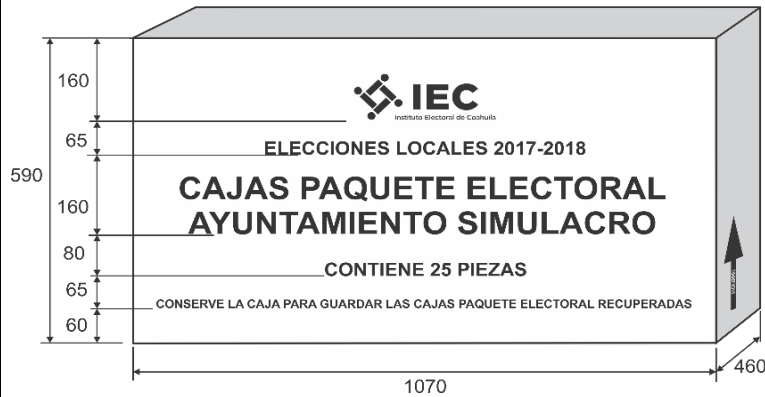 160
IEC
Instituto Electoral de Coahuila
65
ELECCIONES LOCALES 2017-2018
590
160
CAJAS PAQUETE ELECTORAL
AYUNTAMIENTO SIMULACRO
80
CONTIENE 25 PIEZAS
65
CONSERVE LA CAJA PARA GUARDAR LAS CAJAS PAQUETE ELECTORAL RECUPERADAS
60
460
1070